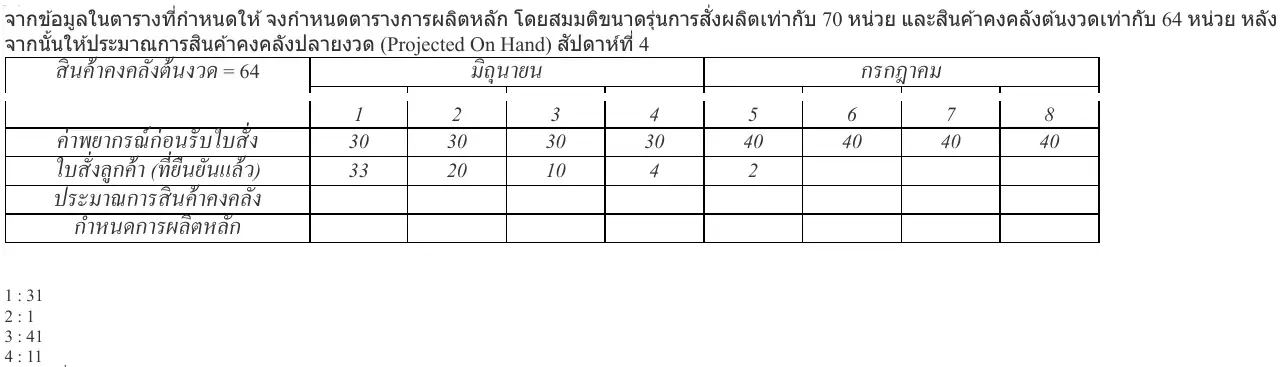 จากข้อมูลในตารางที่กำหนดให้ จงกำหนดตารางการผลิตหลัก โดยสมมติขนาดรุ่นการสั่งผลิตเท่ากับ 70 หน่วย และสินค้าคงคลังต้นงวดเท่ากับ 64 หน่วย หลัง
จากนั้นให้ประมาณการสินค้าคงคลังปลายงวด (Projected On Hand) สัปดาห์ที่ 4
สินค้าคงคลังต้นงวด = 64 มิถุนายน กรกฎาคม
1 2 3 4 5 6 7 8
ค่าพยากรณ์ก่อนรับใบสั่ง 30 30 30 30 40 40 40 40
ใบสั่งลูกค้า (ที่ยืนยันแล้ว) 33 20 10 4 2
ประมาณการสินค้าคงคลัง
กำหนดการผลิตหลัก
1 : 31
2 : 1
3 : 41
4 : 11